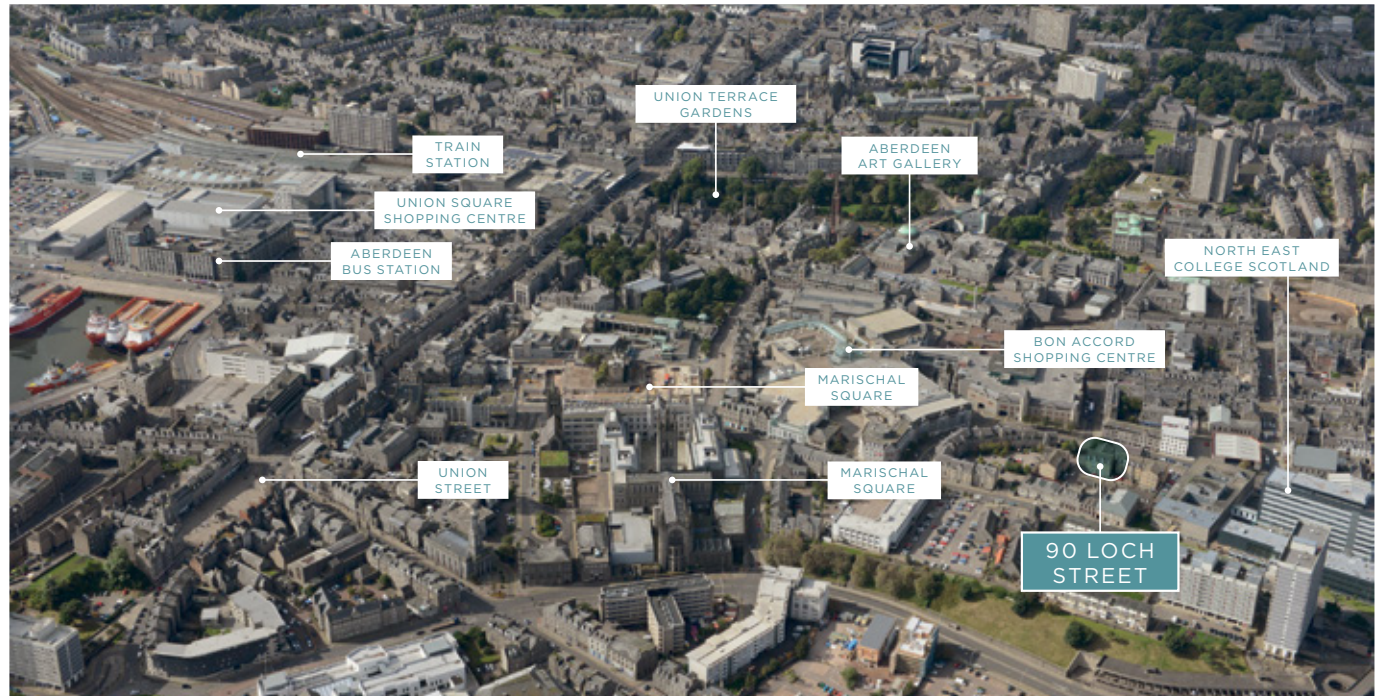 UNION TERRACE
GARDENS
TRAIN
STATION
ABERDEEN
ART GALLERY
UNION SQUARE
SHOPPING CENTRE
ABERDEEN
BUS STATION
NORTH EAST
COLLEGE SCOTLAND
BON ACCORD
SHOPPING CENTRE
MARISCHAL
SQUARE
UNION
STREET
MARISCHAL
SQUARE
90 LOCH
STREET